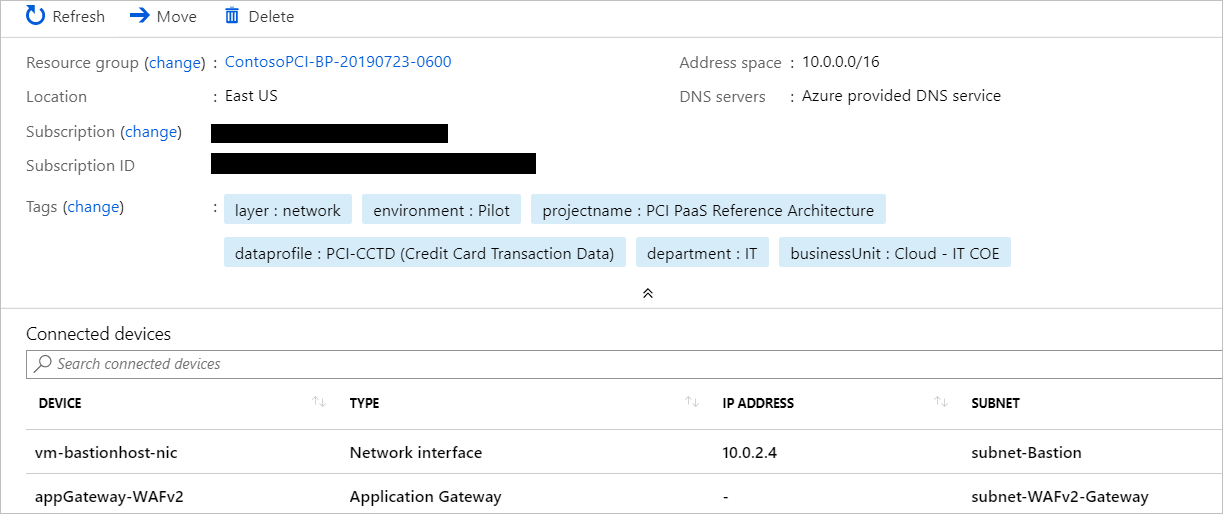 Refresh Move Delete
Resource group (change) : ContosoPCI-BP-20190723-0600 Address space : 10.0.0.0/16
Location : East US DNS servers : Azure provided DNS service
Subscription (change)
Subscription ID
Tags (change) : layer : network environment : Pilot projectname : PCI PaaS Reference Architecture
dataprofile : PCI-CCTD (Credit Card Transaction Data) department : IT businessUnit : Cloud - IT COE
Connected devices
Search connected devices
DEVICE TYPE IP ADDRESS SUBNET
vm-bastionhost-nic Network interface 10.0.2.4 subnet-Bastion
appGateway-WAFv2 Application Gateway - subnet-WAFv2-Gateway